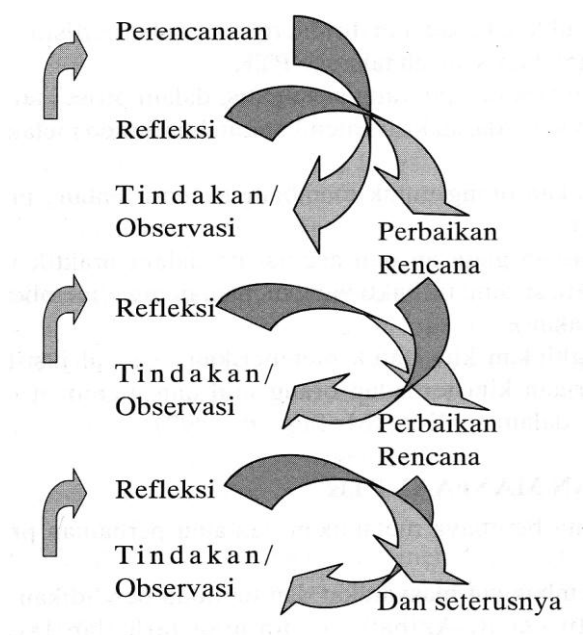 Perencanaan
Refleksi
Tindakan/
Observasi
Perbaikan
Rencana
Refleksi
Tindakan/
Observasi
Perbaikan
Rencana
Refleksi
Tindakan/
Observasi
Dan seterusnya